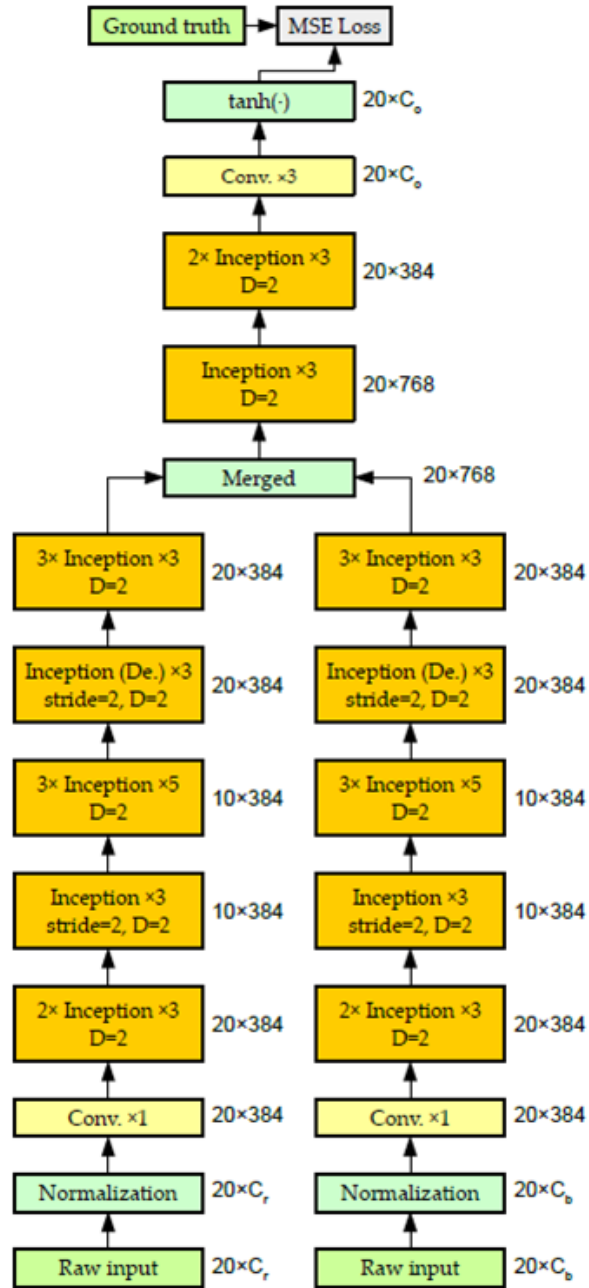 Ground truth
MSE Loss
tanh(·) 20×Cₒ
Conv. ×3 20×Cₒ
2× Inception ×3
D=2
20×384
Inception ×3
D=2
20×768
Merged 20×768
3× Inception ×3
D=2
20×384
3× Inception ×3
D=2
20×384
Inception (De.) ×3
stride=2, D=2
20×384
Inception (De.) ×3
stride=2, D=2
20×384
3× Inception ×5
D=2
10×384
3× Inception ×5
D=2
10×384
Inception ×3
stride=2, D=2
10×384
Inception ×3
stride=2, D=2
10×384
2× Inception ×3
D=2
20×384
2× Inception ×3
D=2
20×384
Conv. ×1 20×384
Conv. ×1 20×384
Normalization 20×Cᵣ
Normalization 20×C_b
Raw input 20×Cᵣ
Raw input 20×C_b